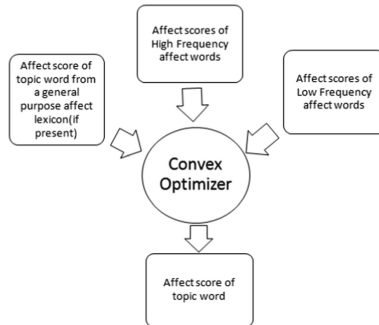 Affect scores of
High Frequency
affect words
Affect score of
topic word from
a general
purpose affect
lexicon(if
present)
Affect scores of
Low Frequency
affect words
Convex
Optimizer
Affect score of
topic word